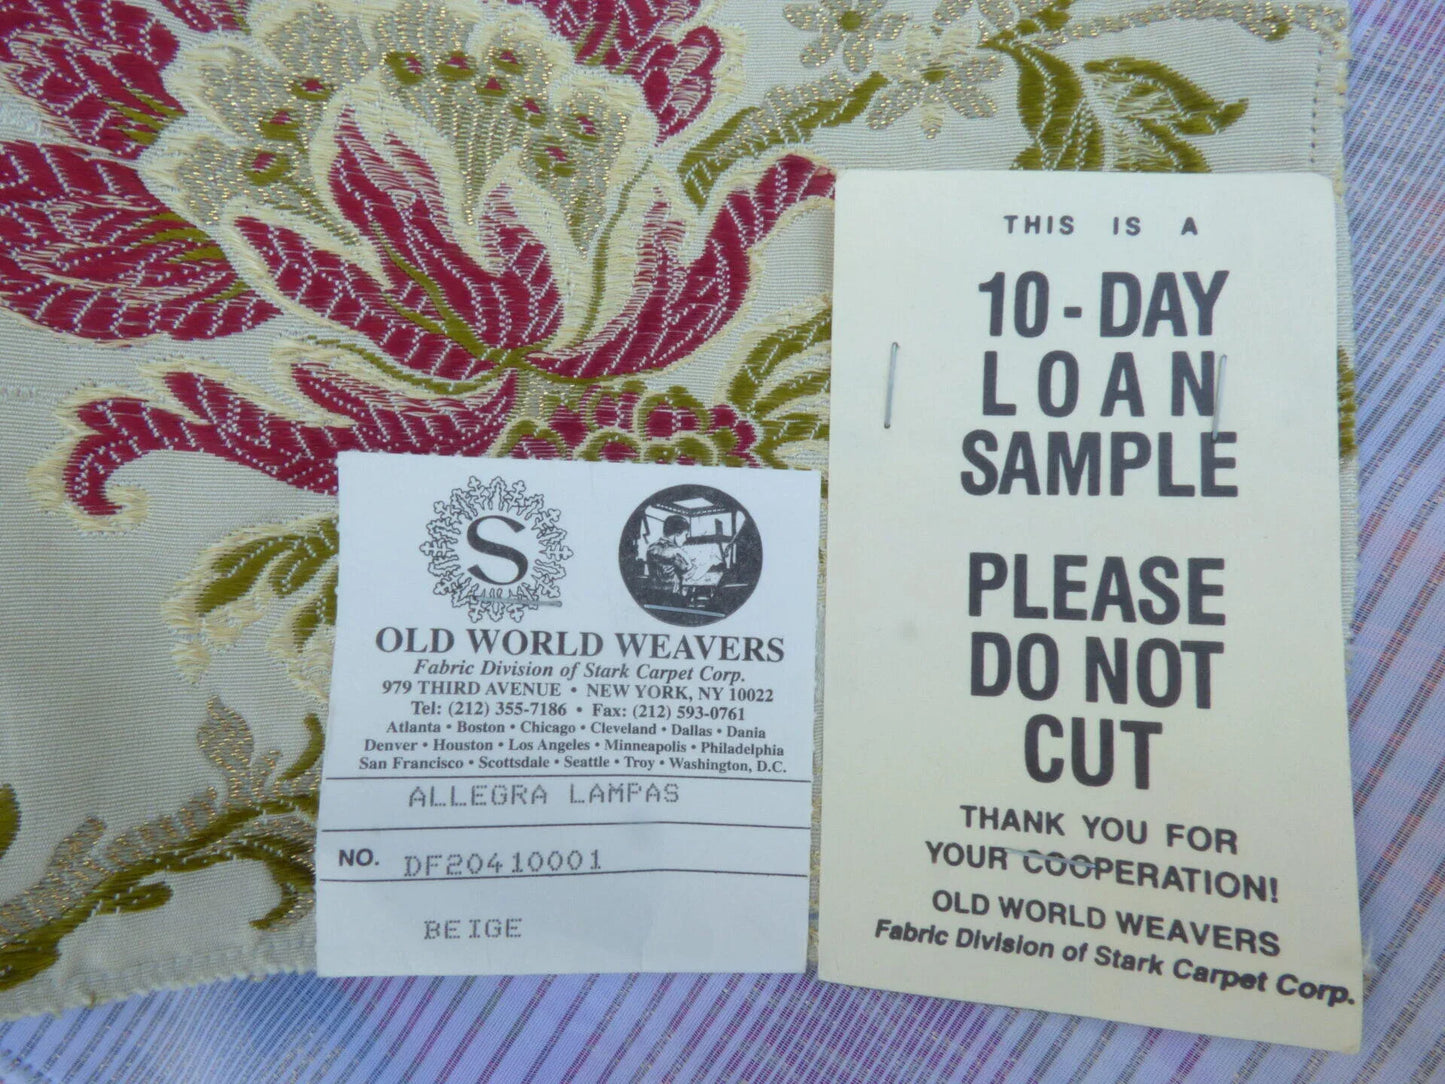 S
OLD WORLD WEAVERS
Fabric Division of Stark Carpet Corp.
979 THIRD AVENUE • NEW YORK, NY 10022
Tel: (212) 355-7186 • Fax: (212) 593-0761
Atlanta • Boston • Chicago • Cleveland • Dallas • Dania
Denver • Houston • Los Angeles • Minneapolis • Philadelphia
San Francisco • Scottsdale • Seattle • Troy • Washington, D.C.
ALLEGRA LAMPAS
NO. DF20410001
BEIGE
THIS IS A
10-DAY
LOAN
SAMPLE
PLEASE
DO NOT
CUT
THANK YOU FOR
YOUR COOPERATION!
OLD WORLD WEAVERS
Fabric Division of Stark Carpet Corp.